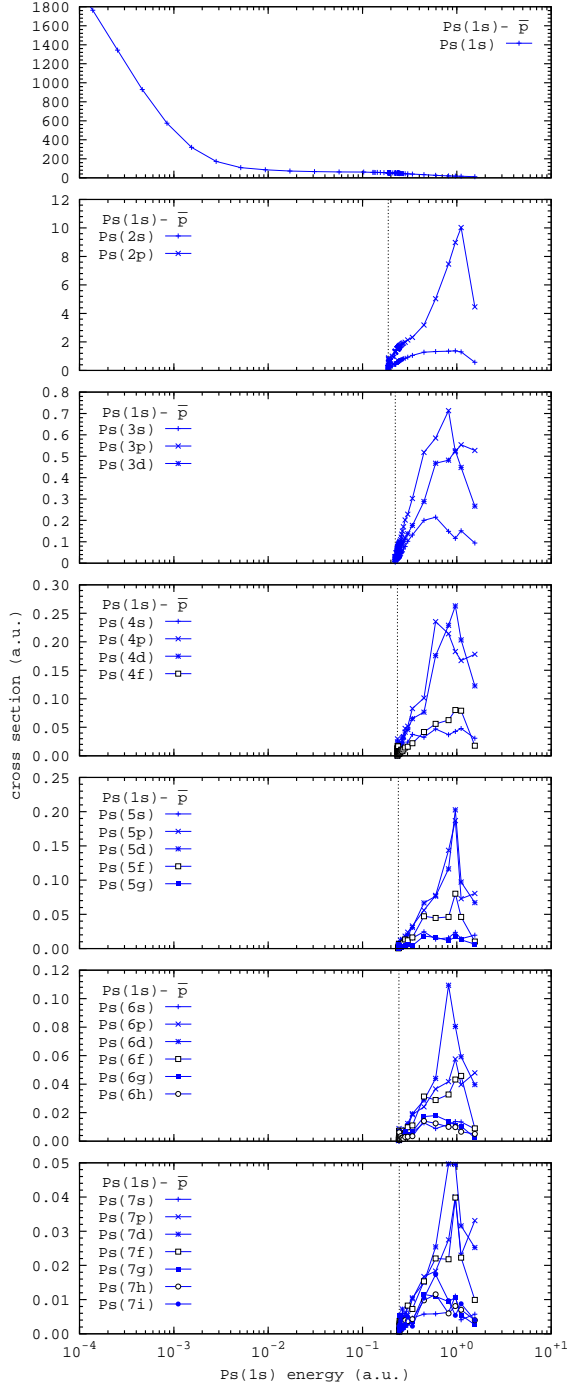 1800
1600
1400
1200
1000
800
600
400
200
0
Ps(1s)- p̅
Ps(1s)
12
10
8
6
4
2
0
Ps(1s)- p̅
Ps(2s)
Ps(2p)
0.8
0.7
0.6
0.5
0.4
0.3
0.2
0.1
0
Ps(1s)- p̅
Ps(3s)
Ps(3p)
Ps(3d)
cross section (a.u.)
0.30
0.25
0.20
0.15
0.10
0.05
0.00
Ps(1s)- p̅
Ps(4s)
Ps(4p)
Ps(4d)
Ps(4f)
0.25
0.20
0.15
0.10
0.05
0.00
Ps(1s)- p̅
Ps(5s)
Ps(5p)
Ps(5d)
Ps(5f)
Ps(5g)
0.12
0.10
0.08
0.06
0.04
0.02
0.00
Ps(1s)- p̅
Ps(6s)
Ps(6p)
Ps(6d)
Ps(6f)
Ps(6g)
Ps(6h)
0.05
0.04
0.03
0.02
0.01
0.00
Ps(1s)- p̅
Ps(7s)
Ps(7p)
Ps(7d)
Ps(7f)
Ps(7g)
Ps(7h)
Ps(7i)
10⁻⁴ 10⁻³ 10⁻² 10⁻¹ 10⁰ 10⁺¹
Ps(1s) energy (a.u.)